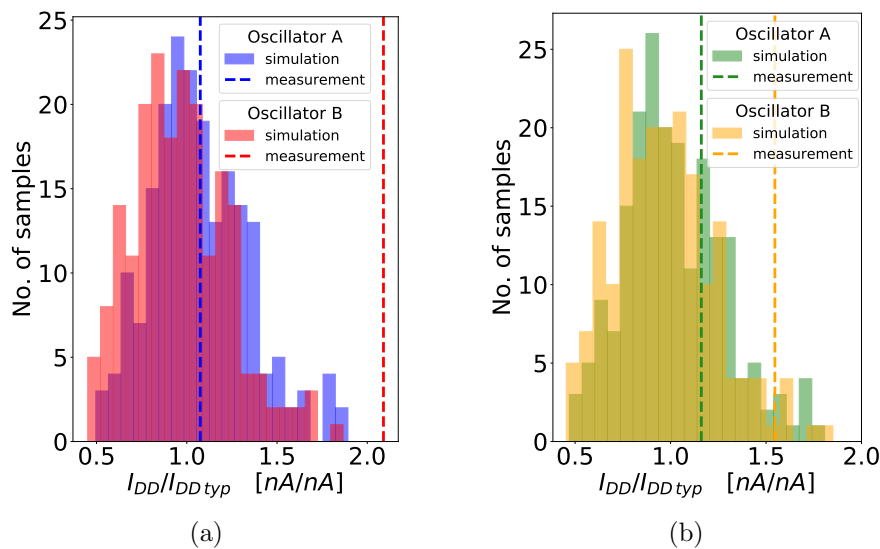 25
20
15
10
5
0
No. of samples
Oscillator A
simulation
measurement
Oscillator B
simulation
measurement
0.5 1.0 1.5 2.0
I_DD/I_DD typ [nA/nA]
(a)
25
20
15
10
5
0
No. of samples
Oscillator A
simulation
measurement
Oscillator B
simulation
measurement
0.5 1.0 1.5 2.0
I_DD/I_DD typ [nA/nA]
(b)